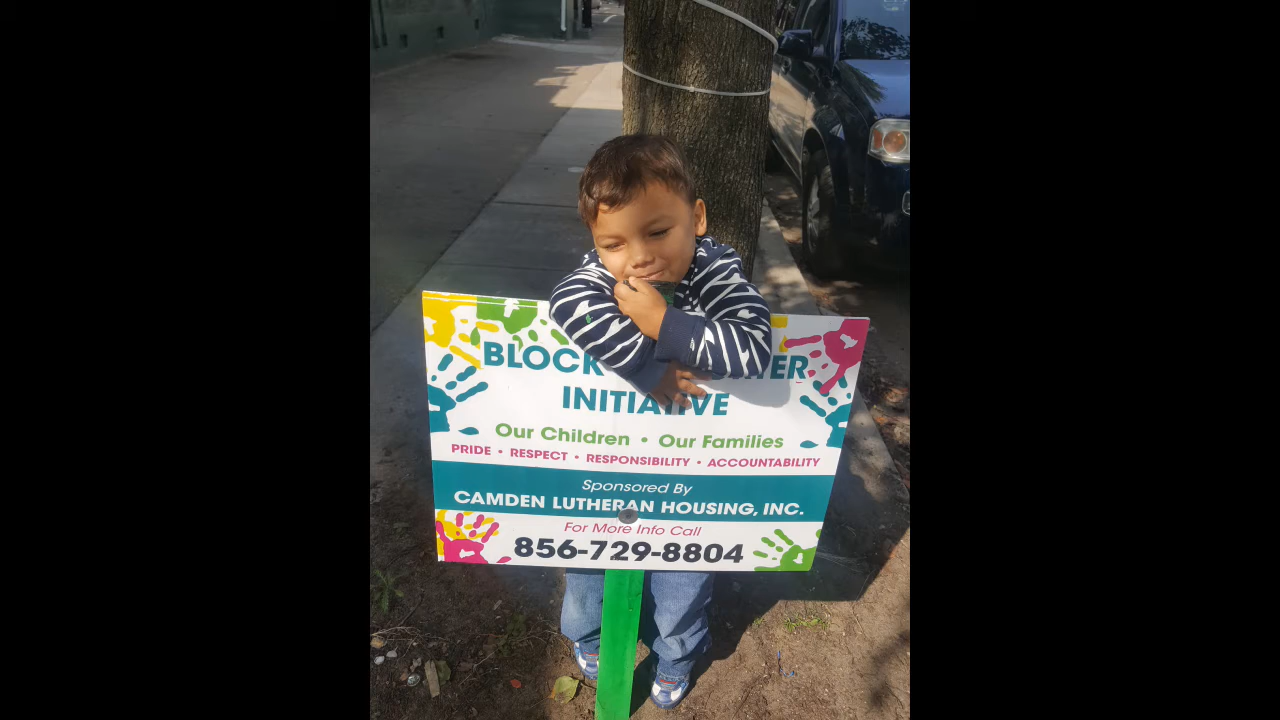 BLOCK
INITIATIVE
Our Children • Our Families
PRIDE • RESPECT • RESPONSIBILITY • ACCOUNTABILITY
Sponsored By
CAMDEN LUTHERAN HOUSING, INC.
For More Info Call
856-729-8804